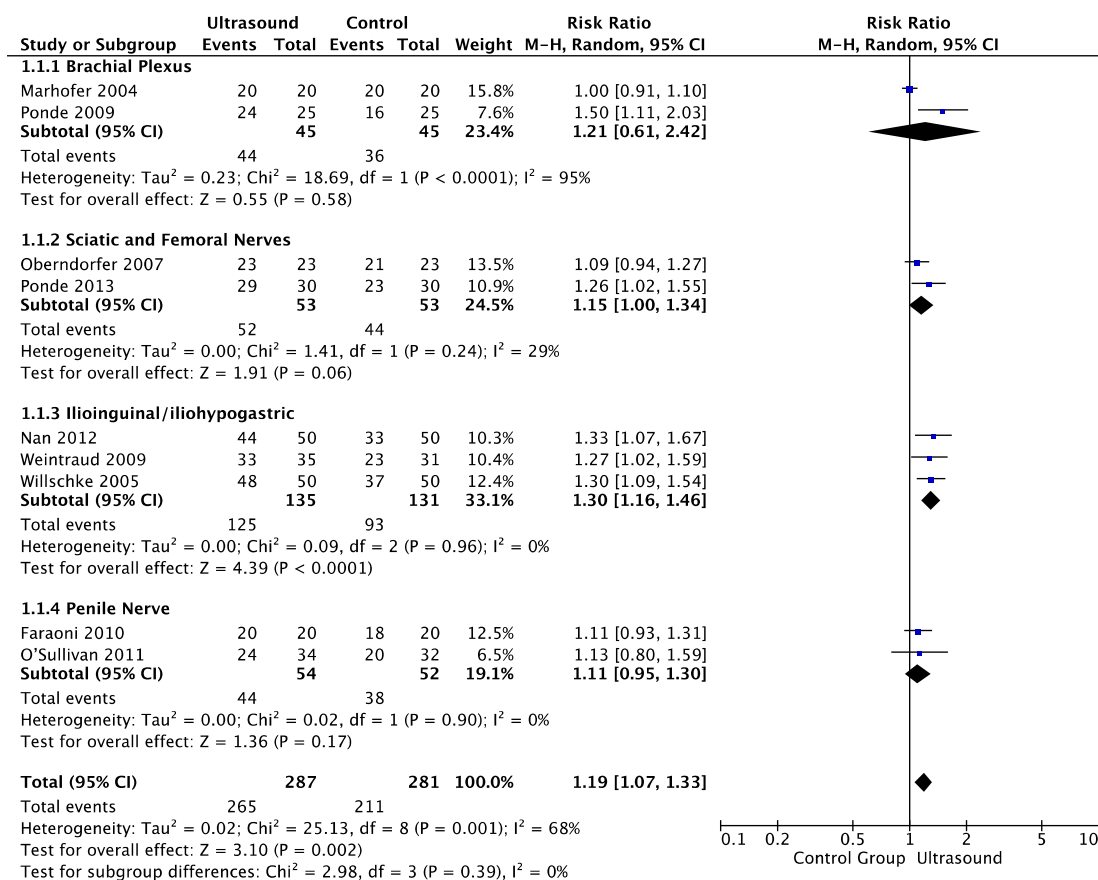 Ultrasound Control Risk Ratio Risk Ratio
Study or Subgroup Events Total Events Total Weight M-H, Random, 95% CI M-H, Random, 95% CI
1.1.1 Brachial Plexus
Marhofer 2004 20 20 20 20 15.8% 1.00 [0.91, 1.10]
Ponde 2009 24 25 16 25 7.6% 1.50 [1.11, 2.03]
Subtotal (95% CI) 45 45 23.4% 1.21 [0.61, 2.42]
Total events 44 36
Heterogeneity: Tau² = 0.23; Chi² = 18.69, df = 1 (P < 0.0001); I² = 95%
Test for overall effect: Z = 0.55 (P = 0.58)
1.1.2 Sciatic and Femoral Nerves
Oberndorfer 2007 23 23 21 23 13.5% 1.09 [0.94, 1.27]
Ponde 2013 29 30 23 30 10.9% 1.26 [1.02, 1.55]
Subtotal (95% CI) 53 53 24.5% 1.15 [1.00, 1.34]
Total events 52 44
Heterogeneity: Tau² = 0.00; Chi² = 1.41, df = 1 (P = 0.24); I² = 29%
Test for overall effect: Z = 1.91 (P = 0.06)
1.1.3 Ilioinguinal/iliohypogastric
Nan 2012 44 50 33 50 10.3% 1.33 [1.07, 1.67]
Weintraud 2009 33 35 23 31 10.4% 1.27 [1.02, 1.59]
Willschke 2005 48 50 37 50 12.4% 1.30 [1.09, 1.54]
Subtotal (95% CI) 135 131 33.1% 1.30 [1.16, 1.46]
Total events 125 93
Heterogeneity: Tau² = 0.00; Chi² = 0.09, df = 2 (P = 0.96); I² = 0%
Test for overall effect: Z = 4.39 (P < 0.0001)
1.1.4 Penile Nerve
Faraoni 2010 20 20 18 20 12.5% 1.11 [0.93, 1.31]
O'Sullivan 2011 24 34 20 32 6.5% 1.13 [0.80, 1.59]
Subtotal (95% CI) 54 52 19.1% 1.11 [0.95, 1.30]
Total events 44 38
Heterogeneity: Tau² = 0.00; Chi² = 0.02, df = 1 (P = 0.90); I² = 0%
Test for overall effect: Z = 1.36 (P = 0.17)
Total (95% CI) 287 281 100.0% 1.19 [1.07, 1.33]
Total events 265 211
Heterogeneity: Tau² = 0.02; Chi² = 25.13, df = 8 (P = 0.001); I² = 68%
Test for overall effect: Z = 3.10 (P = 0.002)
Test for subgroup differences: Chi² = 2.98, df = 3 (P = 0.39), I² = 0%
0.1 0.2 0.5 1 2 5 10
Control Group Ultrasound